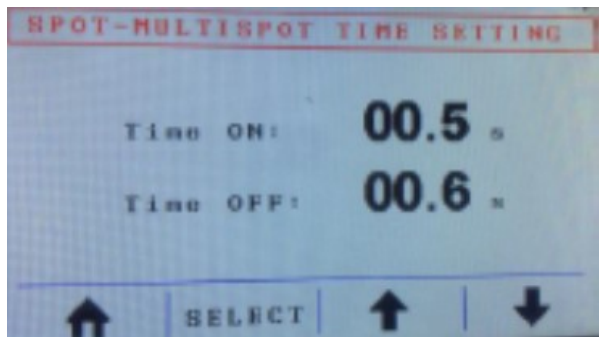 SPOT-MULTISPOT TIME SETTING
Time ON: 00.5 s
Time OFF: 00.6 s
SELECT